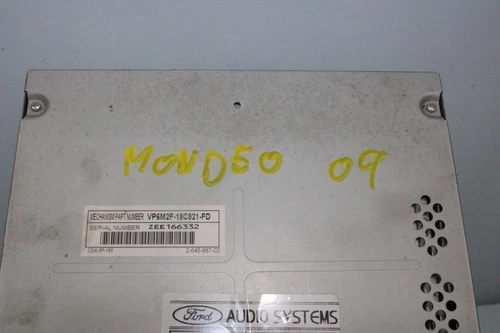 MONDEO 09
MECHANISM PART NUMBER VP6M2F-18C821-FD
SERIAL NUMBER ZEE166332
Ford AUDIO SYSTEMS